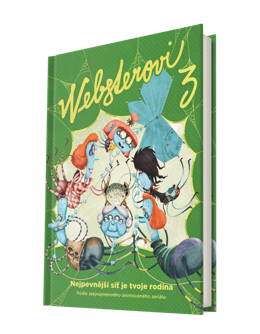 Websterovi
3
Nejpevnější síť je tvoje rodina
Podle stejnojmenného animovaného seriálu